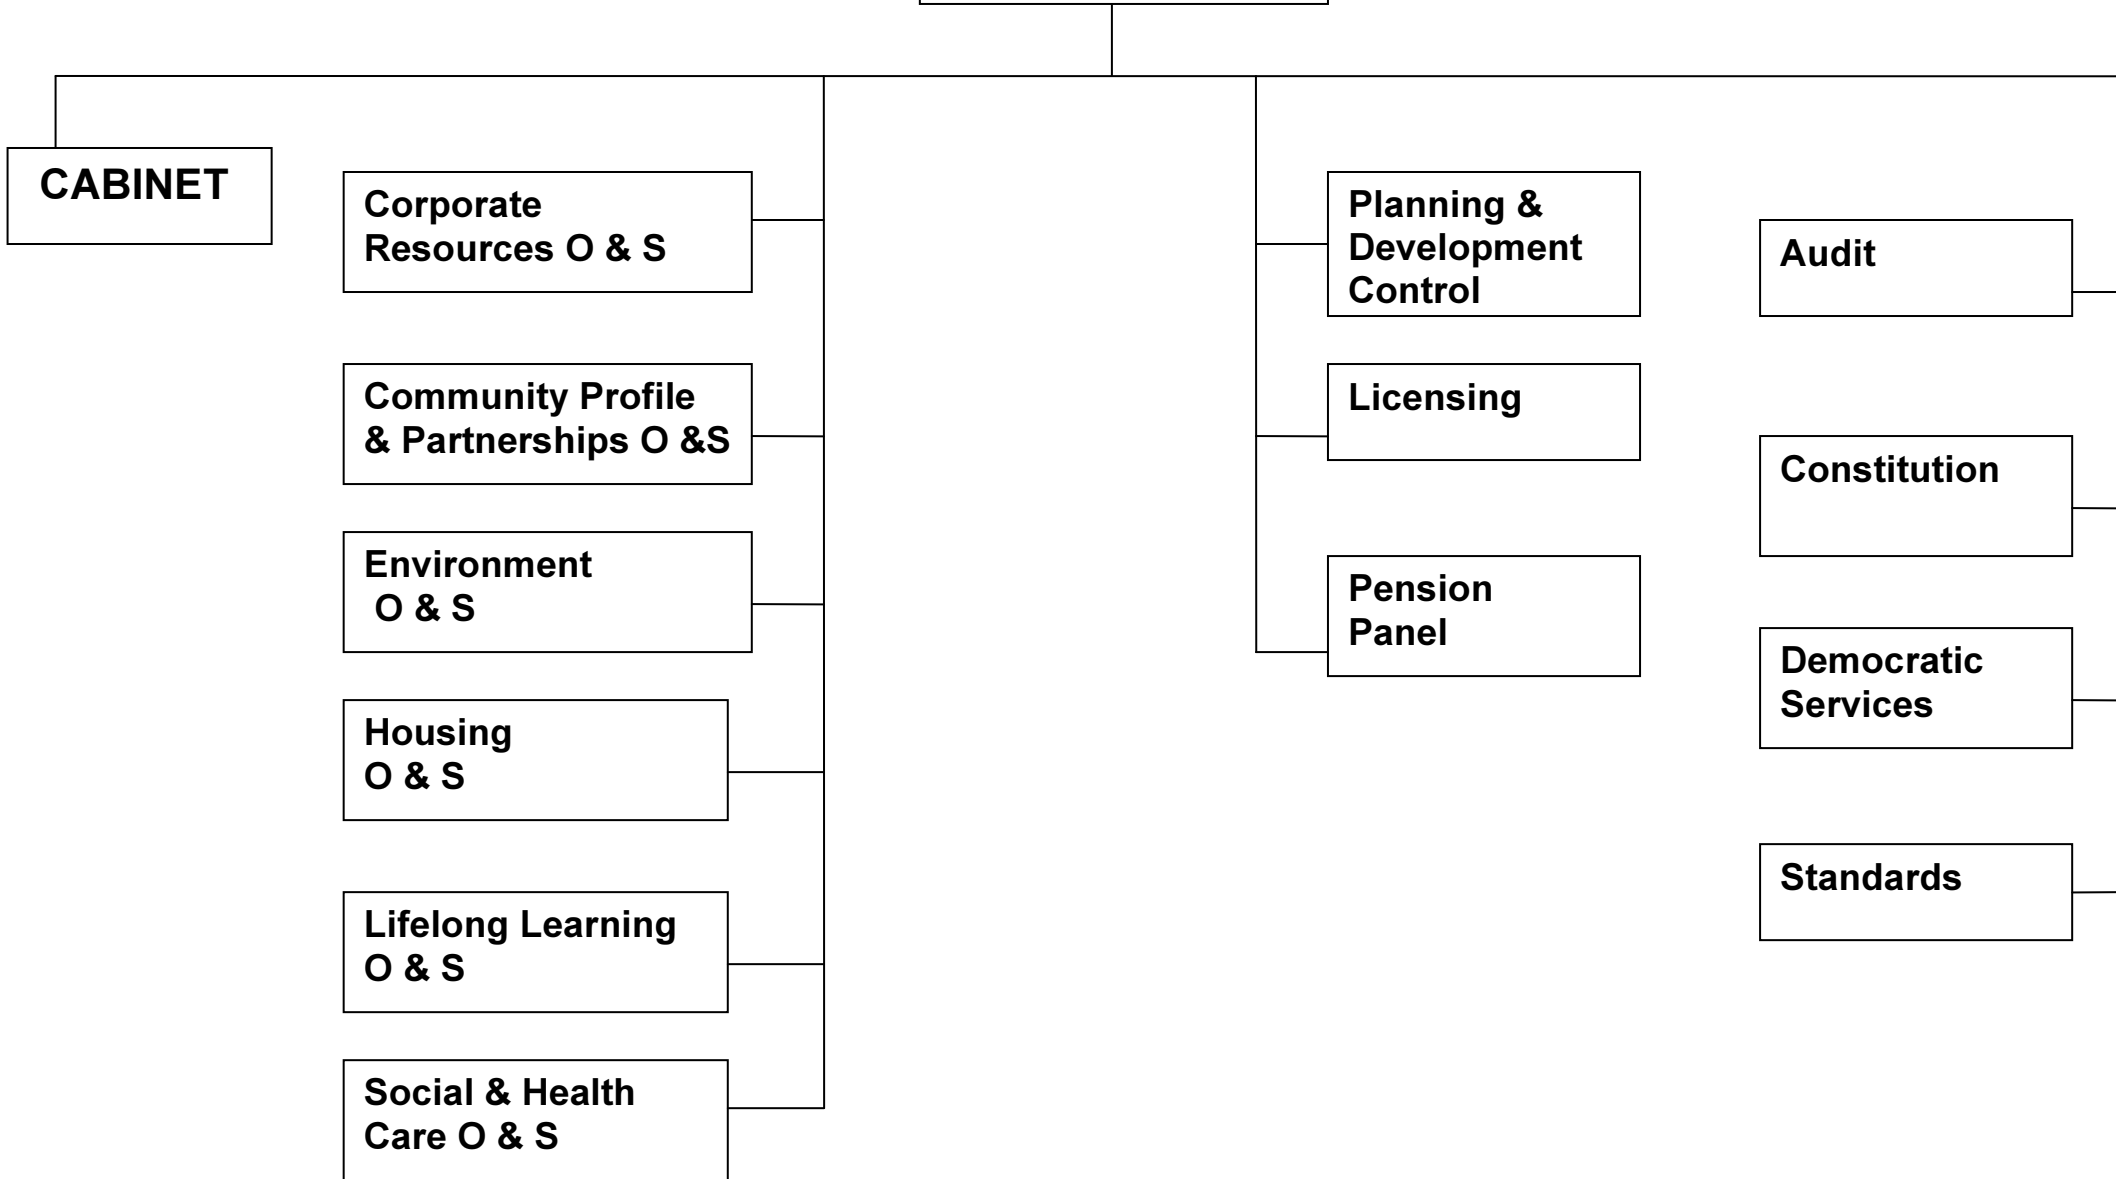 CABINET
Corporate
Resources O & S
Community Profile
& Partnerships O &S
Environment
O & S
Housing
O & S
Lifelong Learning
O & S
Social & Health
Care O & S
Planning &
Development
Control
Licensing
Pension
Panel
Audit
Constitution
Democratic
Services
Standards